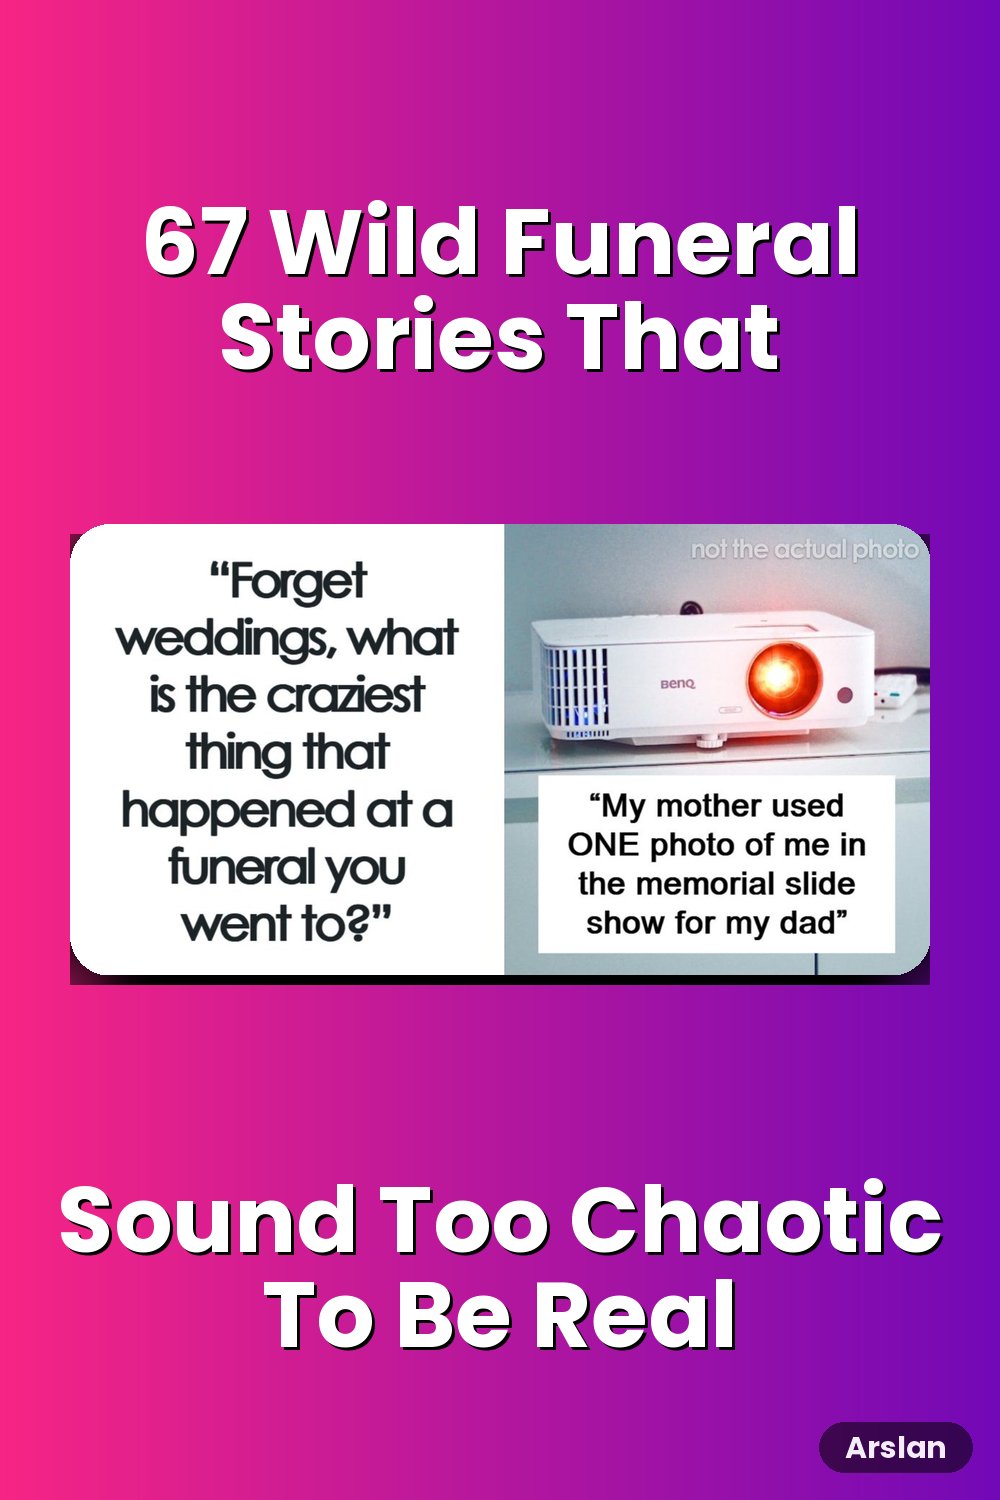 67 Wild Funeral
Stories That
“Forget
weddings, what
is the craziest
thing that
happened at a
funeral you
went to?”
not the actual photo
BenQ
“My mother used
ONE photo of me in
the memorial slide
show for my dad”
Sound Too Chaotic
To Be Real
Arslan